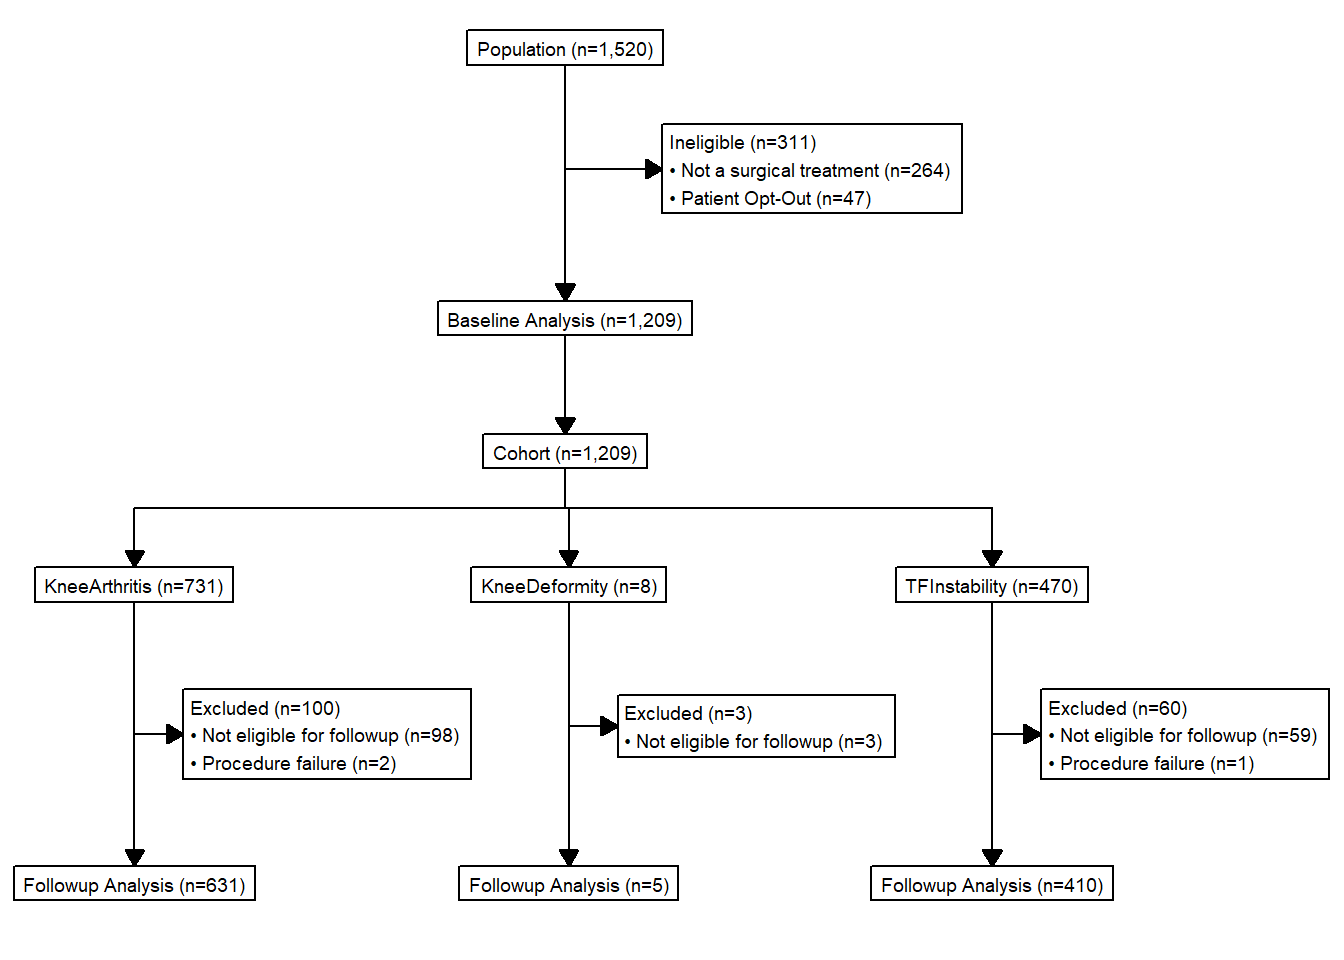 Population (n=1,520)
Ineligible (n=311)
• Not a surgical treatment (n=264)
• Patient Opt-Out (n=47)
Baseline Analysis (n=1,209)
Cohort (n=1,209)
KneeArthritis (n=731)
KneeDeformity (n=8)
TFInstability (n=470)
Excluded (n=100)
• Not eligible for followup (n=98)
• Procedure failure (n=2)
Excluded (n=3)
• Not eligible for followup (n=3)
Excluded (n=60)
• Not eligible for followup (n=59)
• Procedure failure (n=1)
Followup Analysis (n=631)
Followup Analysis (n=5)
Followup Analysis (n=410)